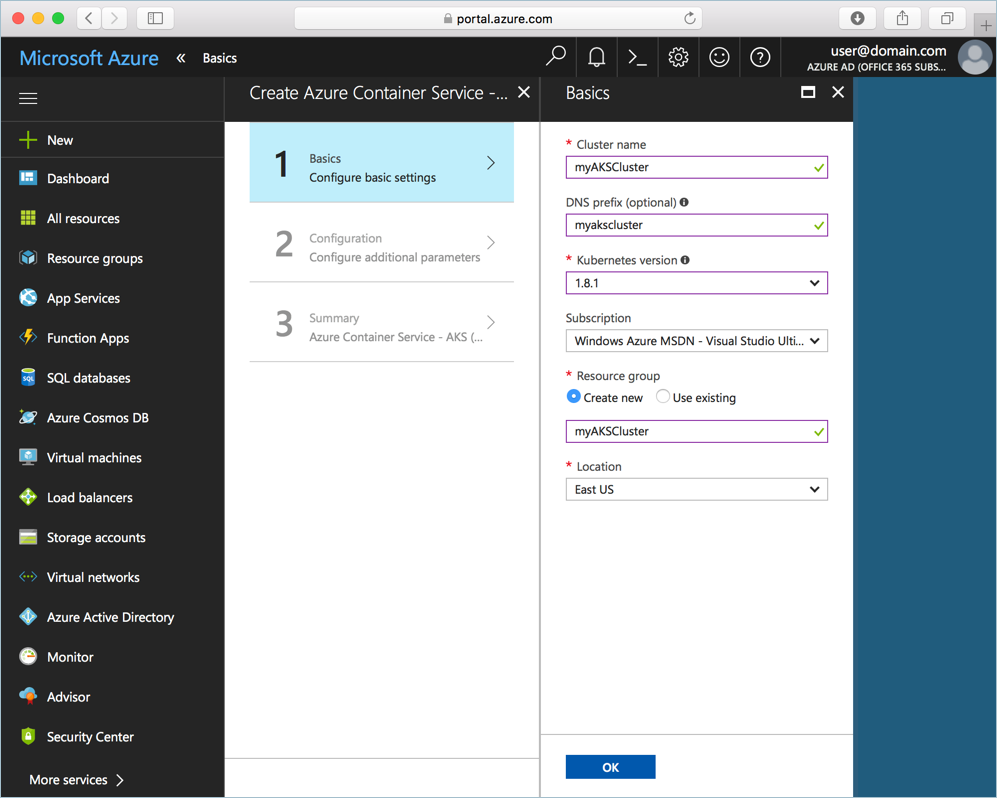 portal.azure.com
Microsoft Azure « Basics
user@domain.com
AZURE AD (OFFICE 365 SUBS...
New
Dashboard
All resources
Resource groups
App Services
Function Apps
SQL
SQL databases
Azure Cosmos DB
Virtual machines
Load balancers
Storage accounts
Virtual networks
Azure Active Directory
Monitor
Advisor
Security Center
More services
Create Azure Container Service -...
1 Basics
Configure basic settings
2 Configuration
Configure additional parameters
3 Summary
Azure Container Service - AKS (...
Basics
* Cluster name
myAKSCluster
DNS prefix (optional)
myakscluster
* Kubernetes version
1.8.1
Subscription
Windows Azure MSDN - Visual Studio Ulti...
* Resource group
Create new Use existing
myAKSCluster
* Location
East US
OK